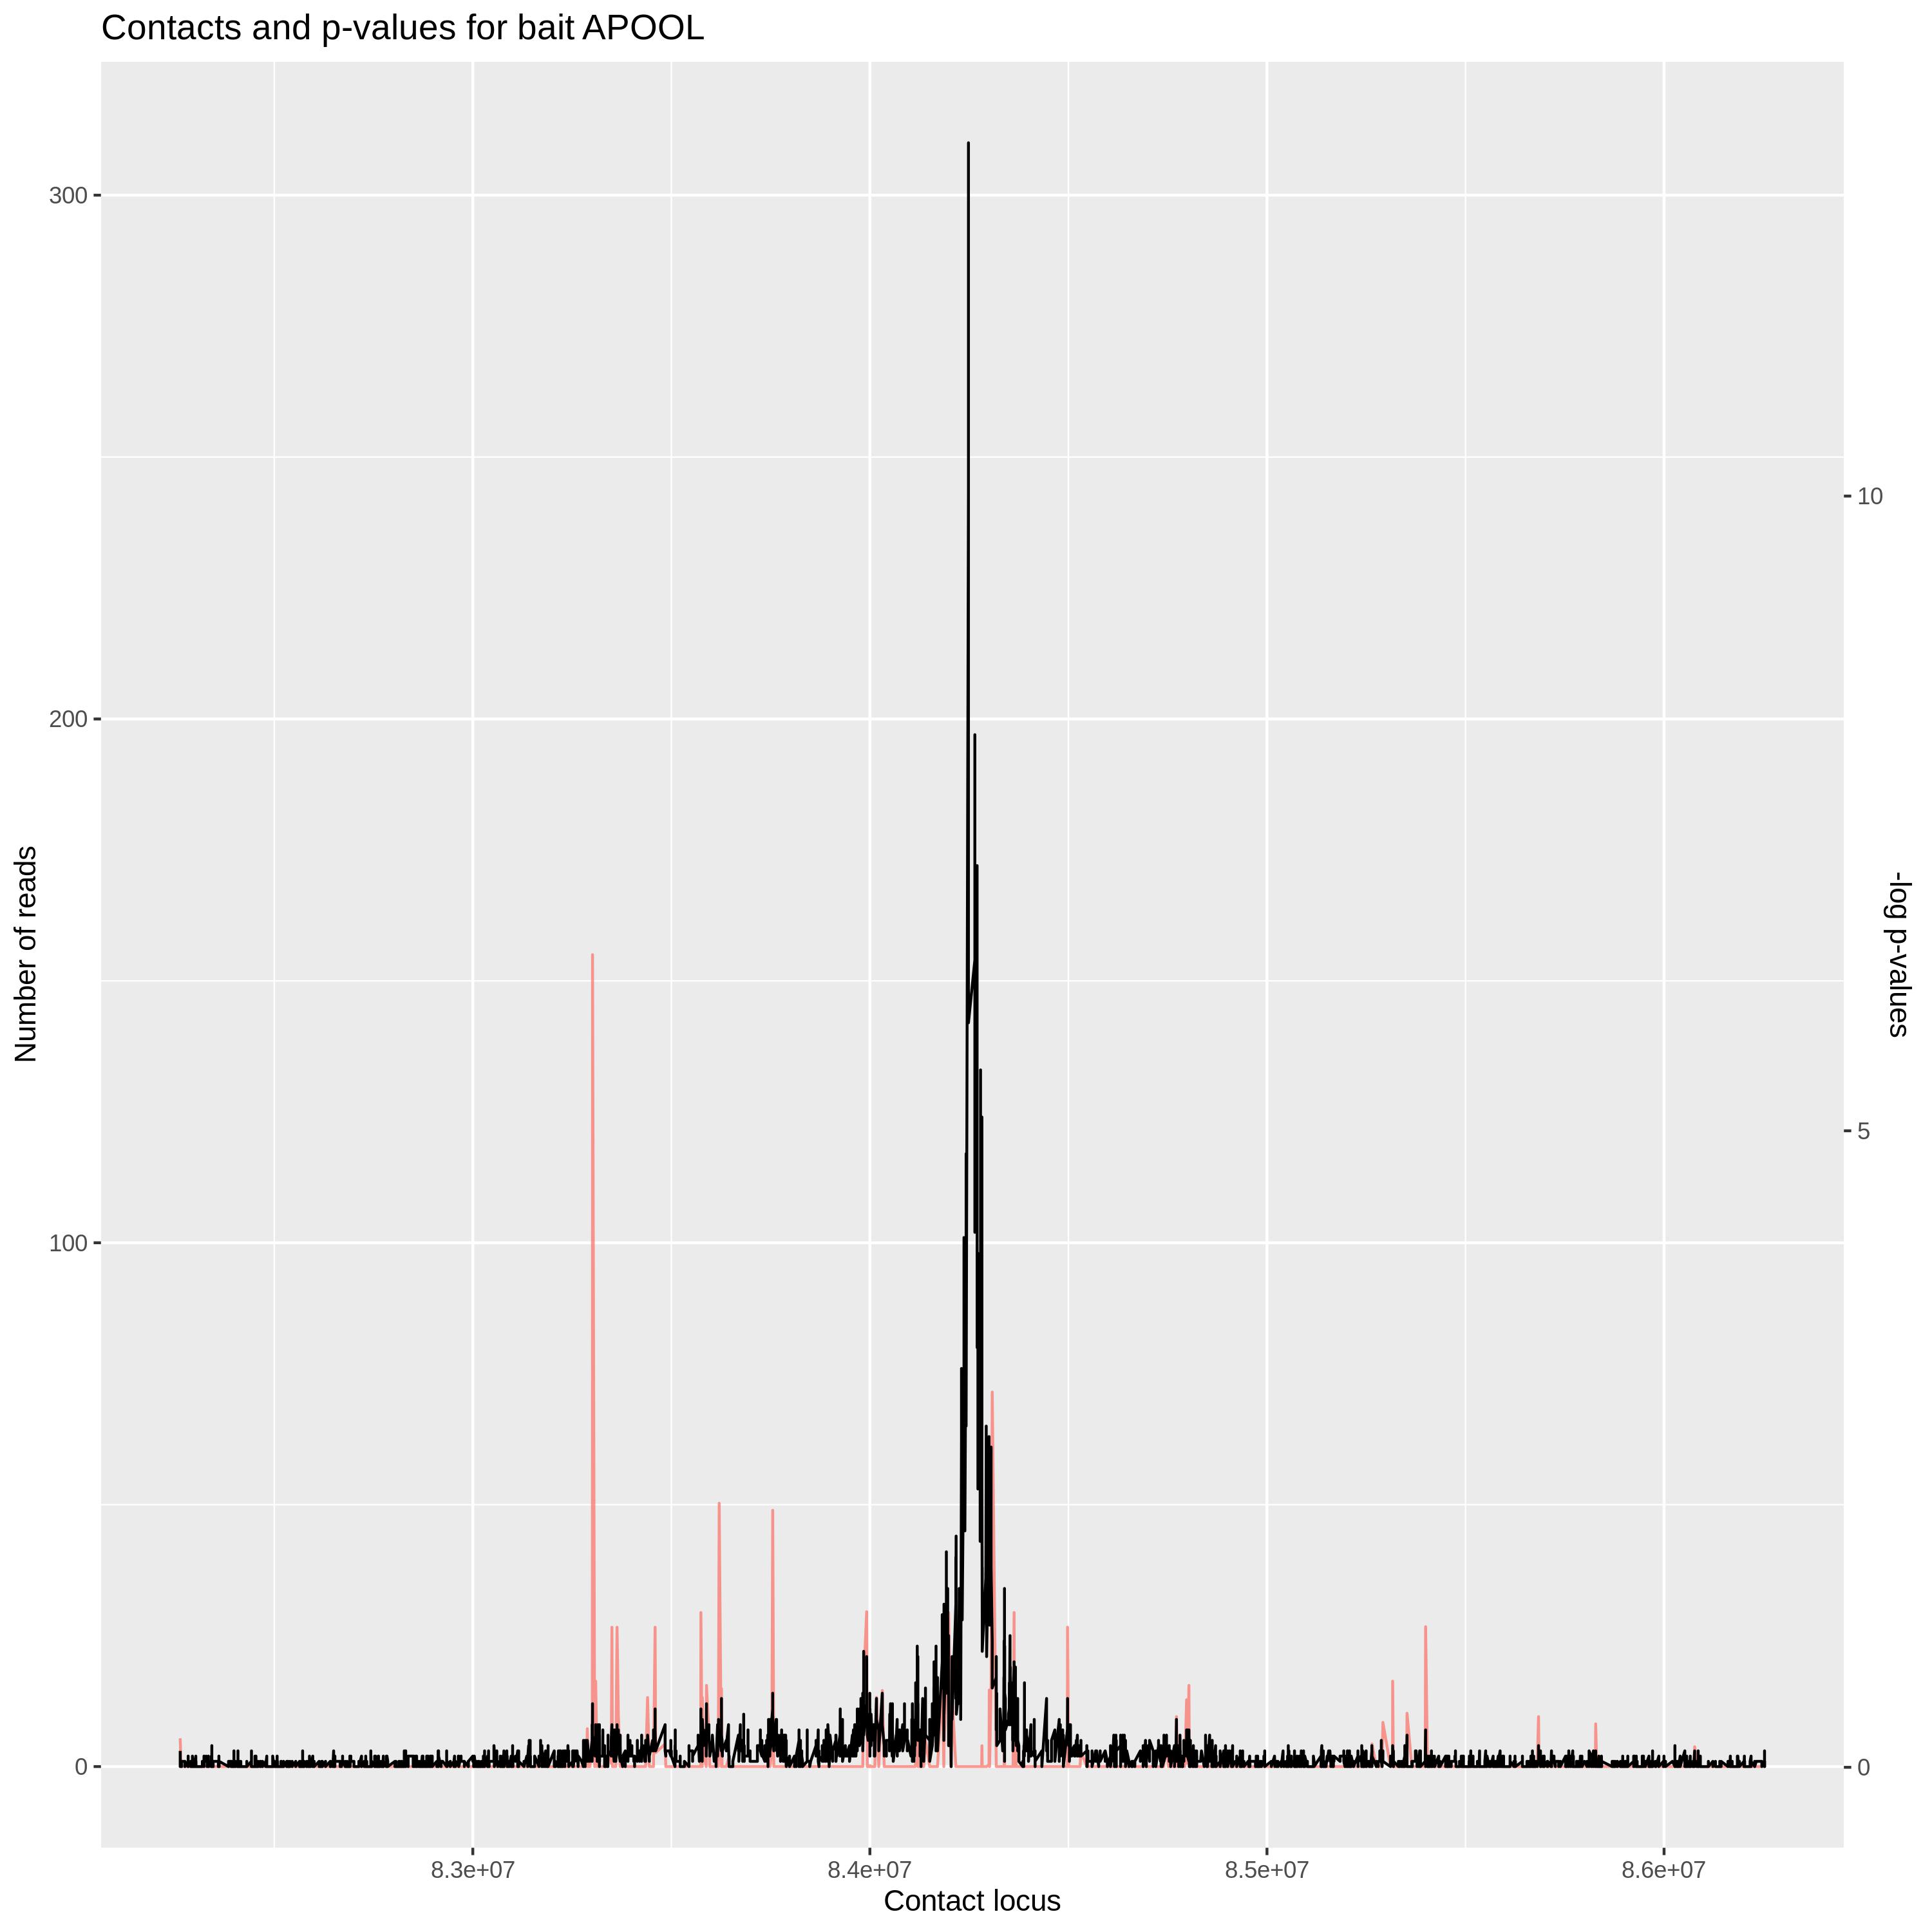 Contacts and p-values for bait APOOL
300
200
100
0
Number of reads
10
5
0
-log p-values
8.3e+07
8.4e+07
8.5e+07
8.6e+07
Contact locus